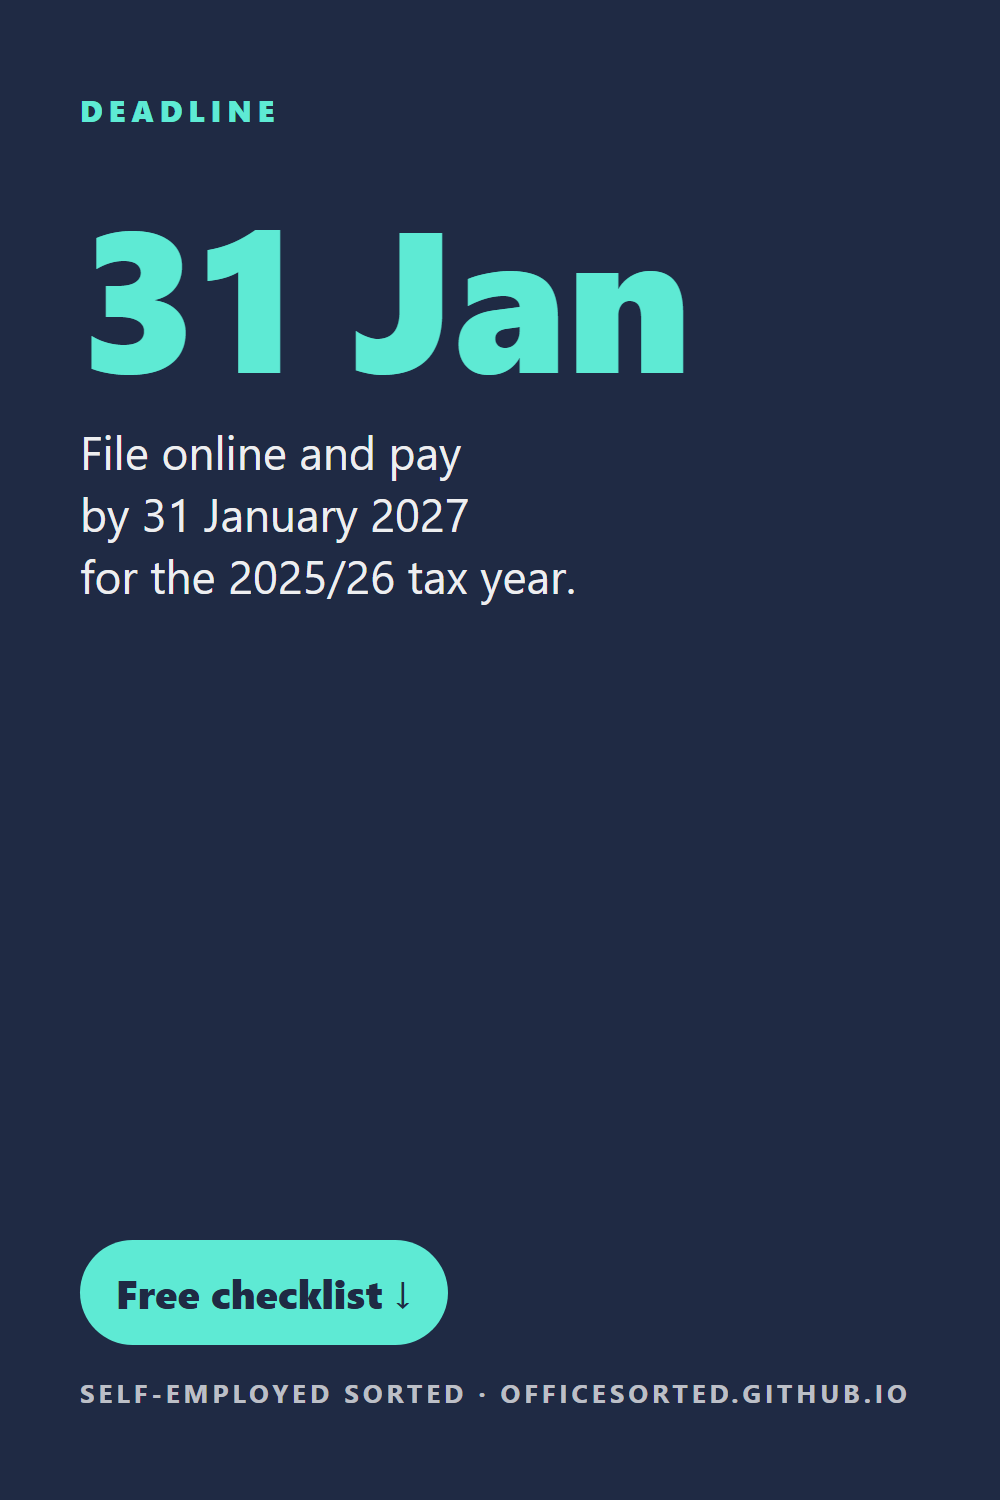 DEADLINE
31 Jan
File online and pay
by 31 January 2027
for the 2025/26 tax year.
Free checklist ↓
SELF-EMPLOYED SORTED · OFFICESORTED.GITHUB.IO